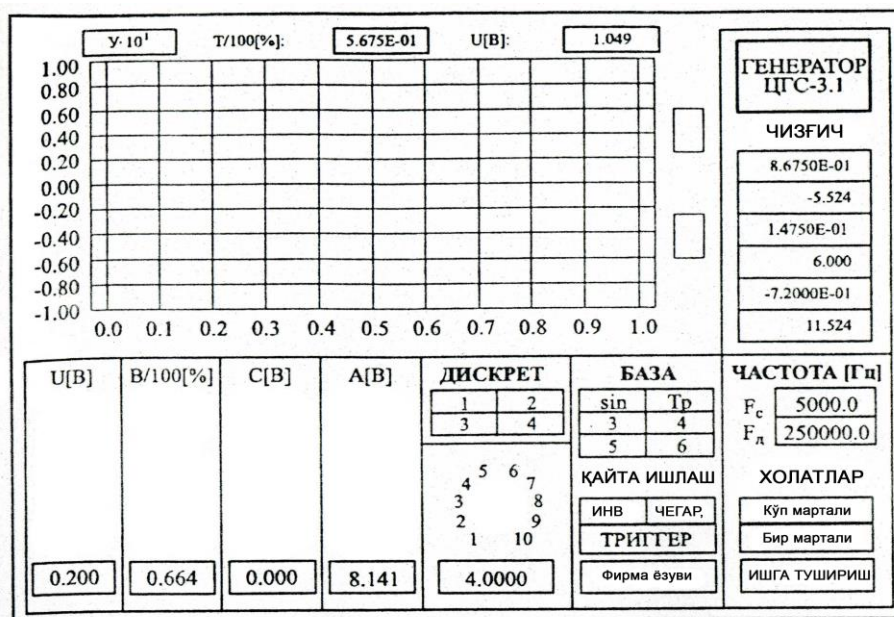 У·10¹ T/100[%]: 5.675E-01 U[B]: 1.049
1.00
0.80
0.60
0.40
0.20
0.00
-0.20
-0.40
-0.60
-0.80
-1.00
0.0 0.1 0.2 0.3 0.4 0.5 0.6 0.7 0.8 0.9 1.0
ГЕНЕРАТОР
ЦГС-3.1
ЧИЗҒИЧ
8.6750E-01
-5.524
1.4750E-01
6.000
-7.2000E-01
11.524
U[B] B/100[%] C[B] A[B]
0.200 0.664 0.000 8.141
ДИСКРЕТ
1 2
3 4
5 6
4 7
3 8
2 9
1 10
4.0000
БАЗА
sin Тр
3 4
5 6
ҚАЙТА ИШЛАШ
ИНВ ЧЕГАР,
ТРИГГЕР
Фирма ёзуви
ЧАСТОТА [Гц]
Fс 5000.0
Fд 250000.0
ХОЛАТЛАР
Кўп мартали
Бир мартали
ИШГА ТУШИРИШ